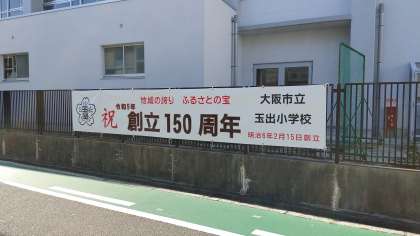 地域の誇り ふるさとの宝
令和5年
祝 創立150周年
大阪市立
玉出小学校
明治6年2月15日創立